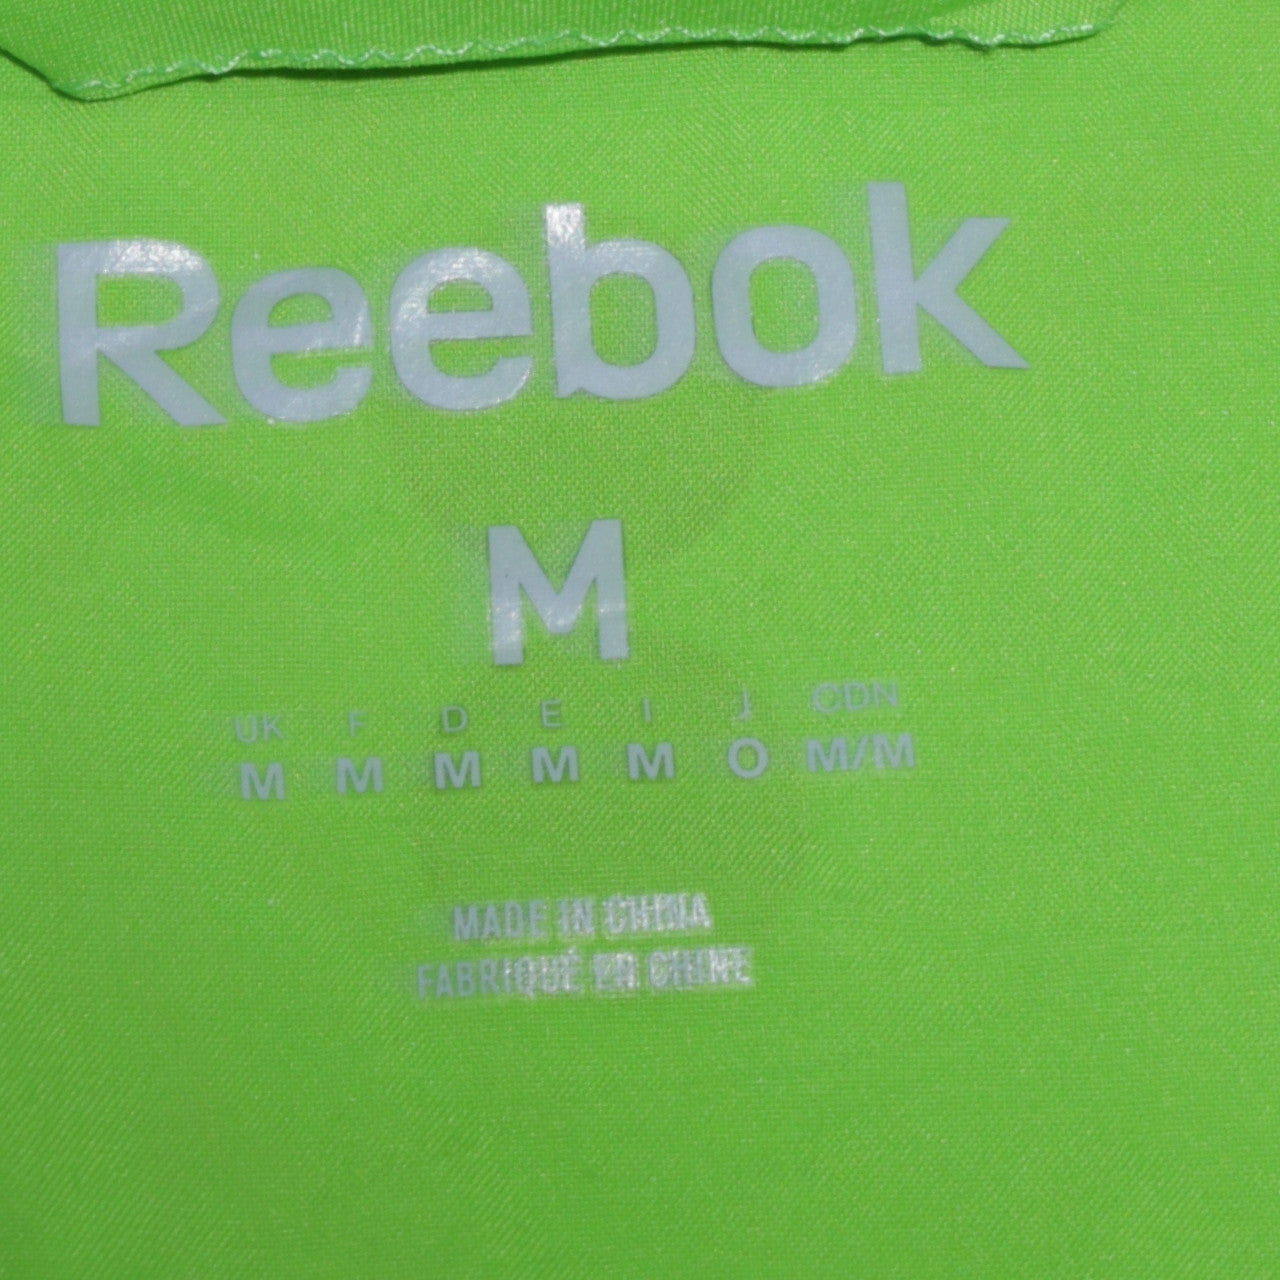 Reebok
M
UK F D E I J CDN
M M M M M O M/M
MADE IN CHINA
FABRIQUÉ EN CHINE